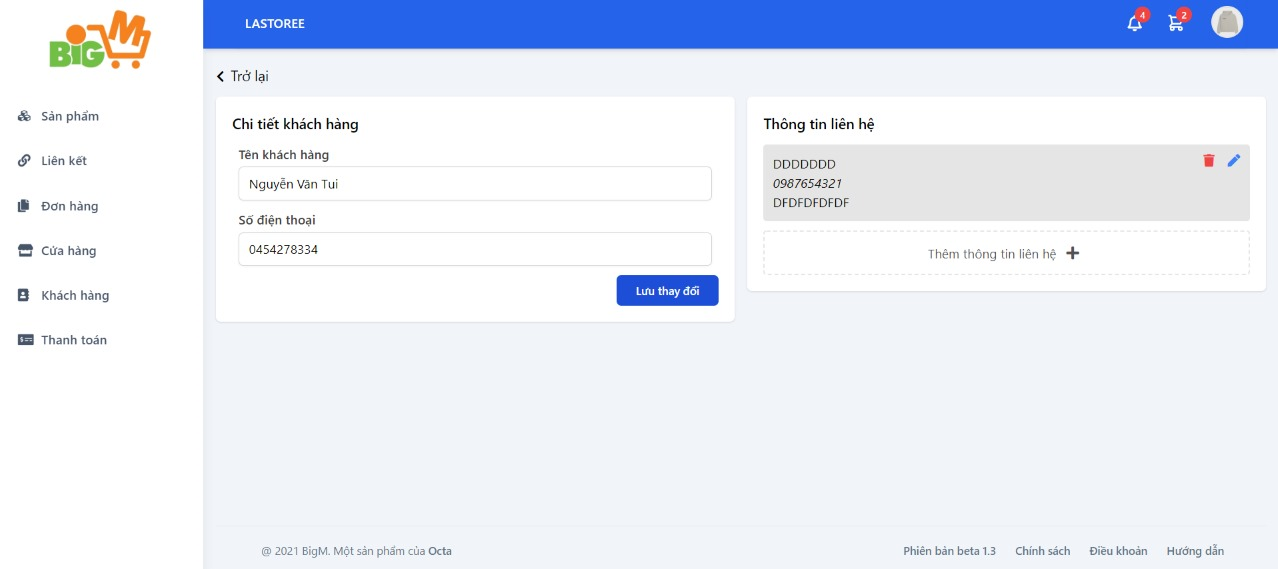 BIGM
LASTOREE
4
2
Sản phẩm
Liên kết
Đơn hàng
Cửa hàng
Khách hàng
Thanh toán
Trở lại
Chi tiết khách hàng
Tên khách hàng
Nguyễn Văn Tui
Số điện thoại
0454278334
Lưu thay đổi
Thông tin liên hệ
DDDDDDD
0987654321
DFDFDFDFDF
Thêm thông tin liên hệ
@ 2021 BigM. Một sản phẩm của Octa
Phiên bản beta 1.3 Chính sách Điều khoản Hướng dẫn